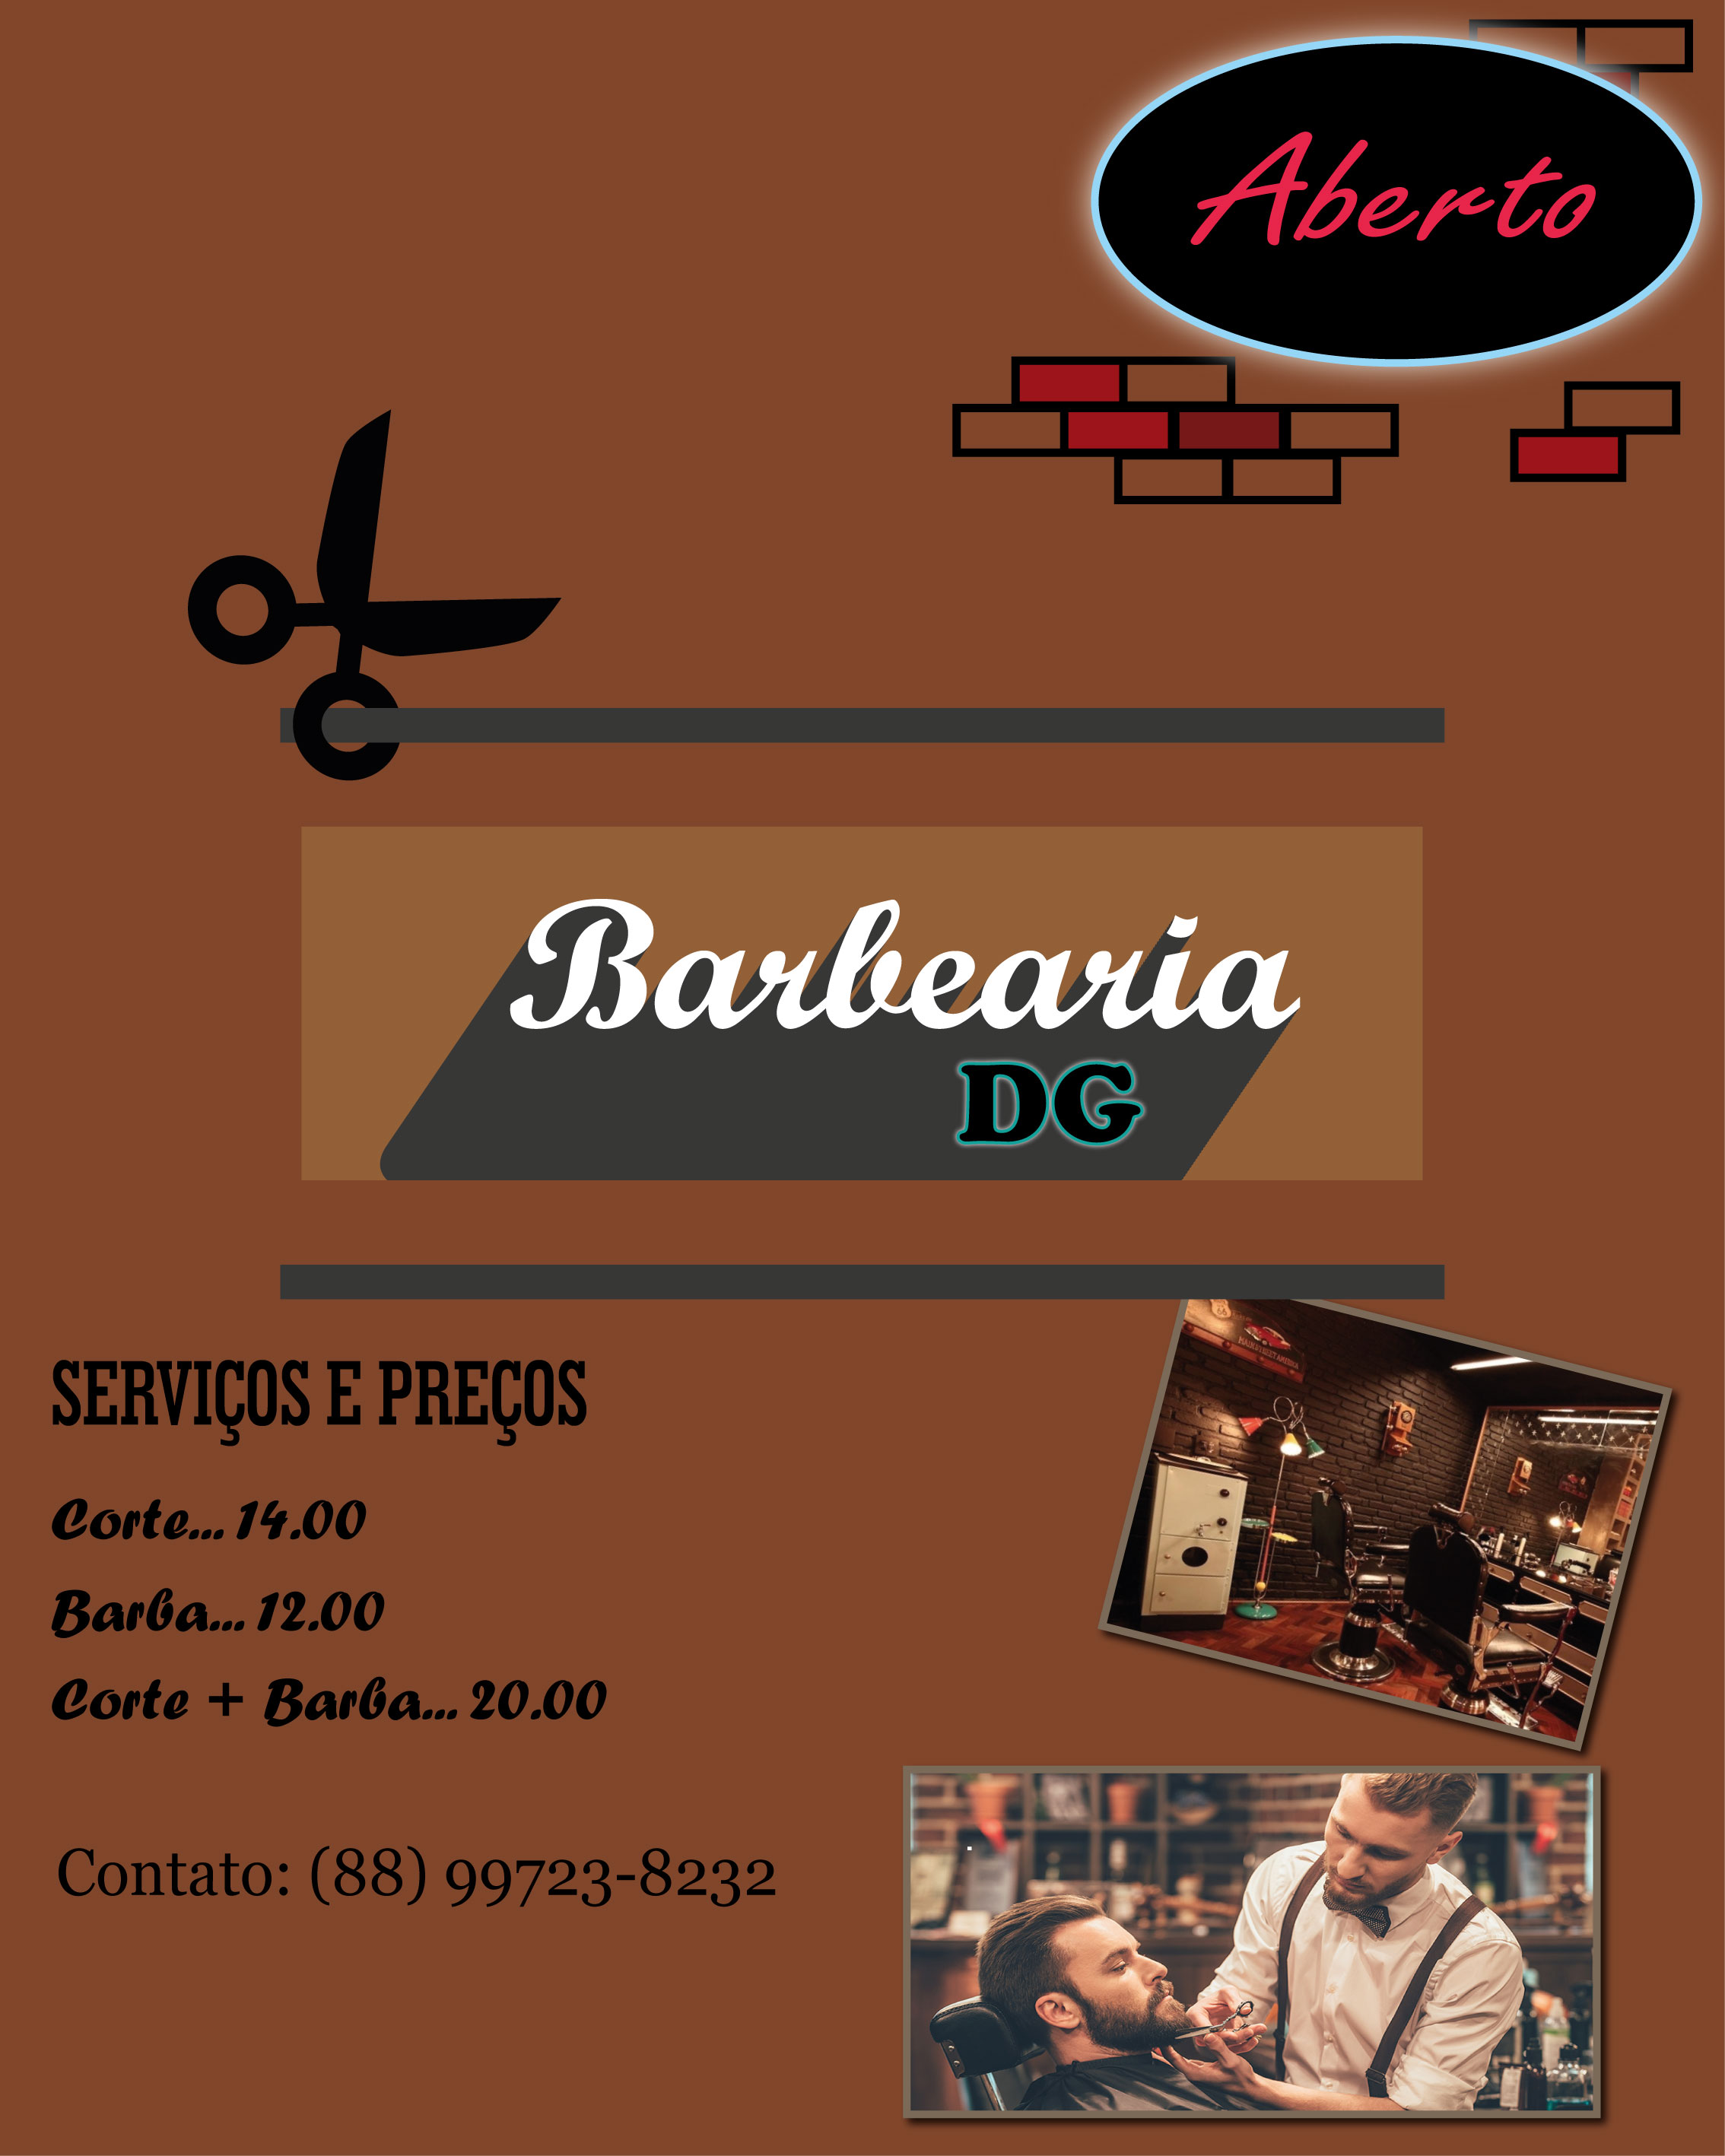 Aberto
Barbearia
DG
SERVIÇOS E PREÇOS
Corte... 14.00
Barba... 12.00
Corte + Barba... 20.00
Contato: (88) 99723-8232